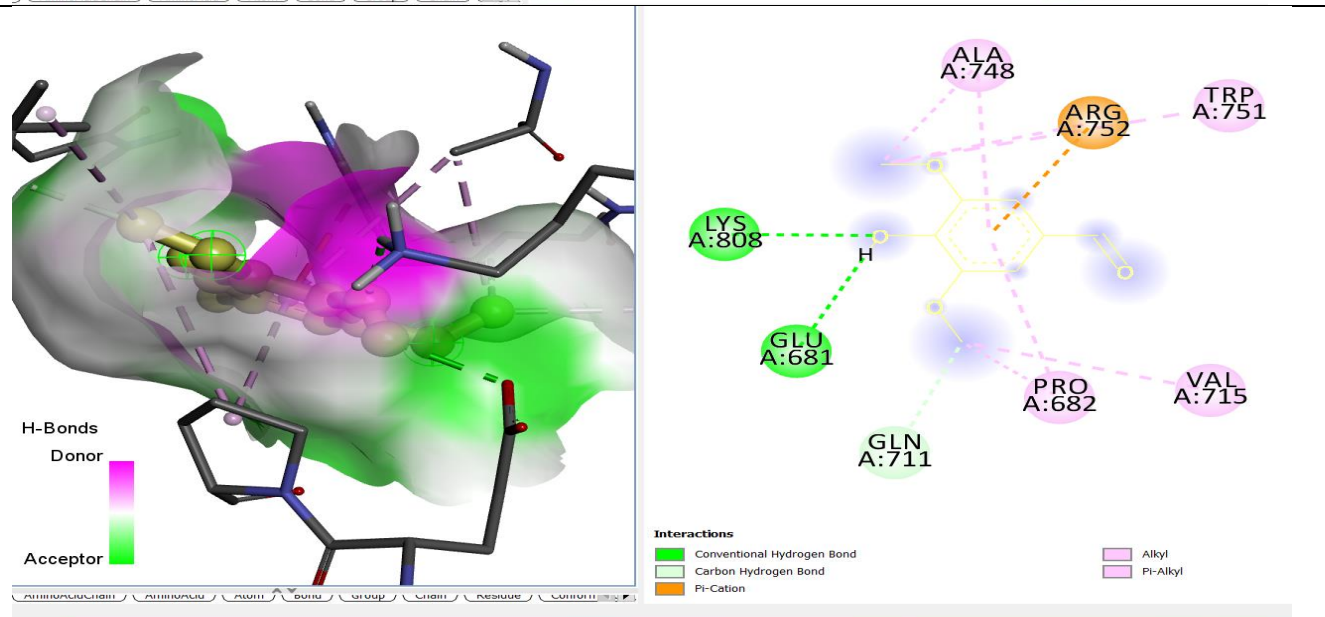 H-Bonds
Donor
Acceptor
AminoAcidChain
AminoAcid
Atom
Bond
Group
Chain
Residue
ALA
A:748
TRP
A:751
ARG
A:752
LYS
A:808
H
GLU
A:681
PRO
A:682
VAL
A:715
GLN
A:711
O
O
O
O
Interactions
Conventional Hydrogen Bond
Carbon Hydrogen Bond
Pi-Cation
Alkyl
Pi-Alkyl